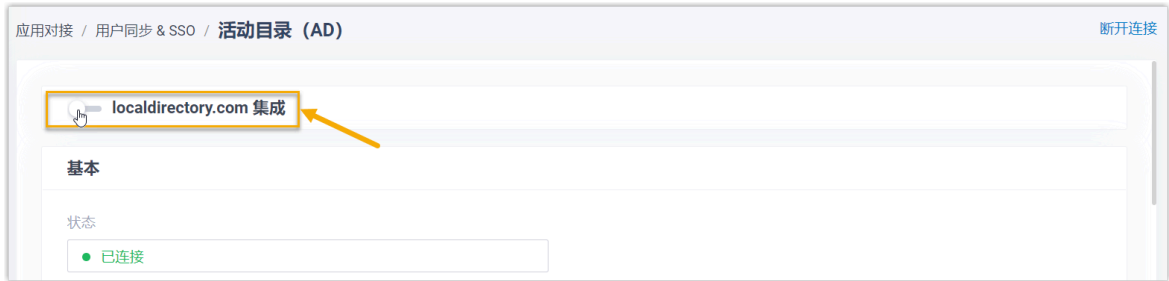 应用对接 / 用户同步 & SSO / 活动目录（AD） 断开连接
localdirectory.com 集成
基本
状态
已连接